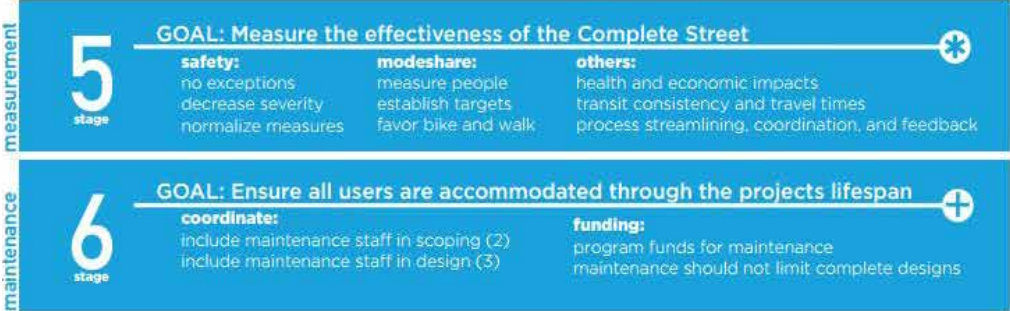 measurement
5
stage
GOAL: Measure the effectiveness of the Complete Street
safety:
no exceptions
decrease severity
normalize measures
modeshare:
measure people
establish targets
favor bike and walk
others:
health and economic impacts
transit consistency and travel times
process streamlining, coordination, and feedback
maintenance
6
stage
GOAL: Ensure all users are accommodated through the projects lifespan
coordinate:
include maintenance staff in scoping (2)
include maintenance staff in design (3)
funding:
program funds for maintenance
maintenance should not limit complete designs